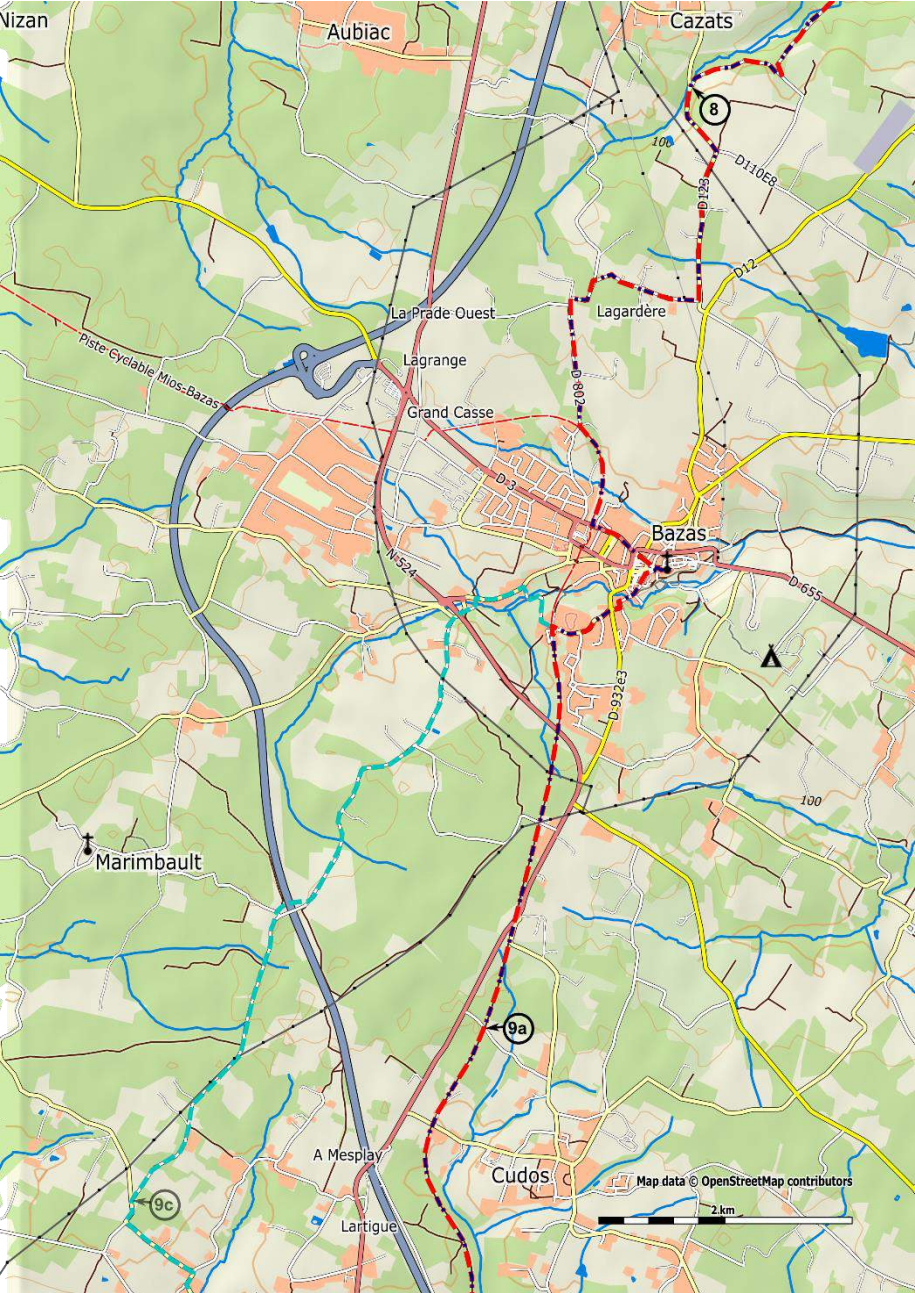 Nizan
Aubiac
Cazats
8
100
D110E8
D123
D12
La Prade Ouest
Lagardère
Piste Cyclable Mios-Bazas
Lagrange
D 802
Grand Casse
D 3
Bazas
N 524
D 655
D 932e3
100
Marimbault
9a
A Mesplay
Cudos
Map data © OpenStreetMap contributors
9c
2 km
Lartigue